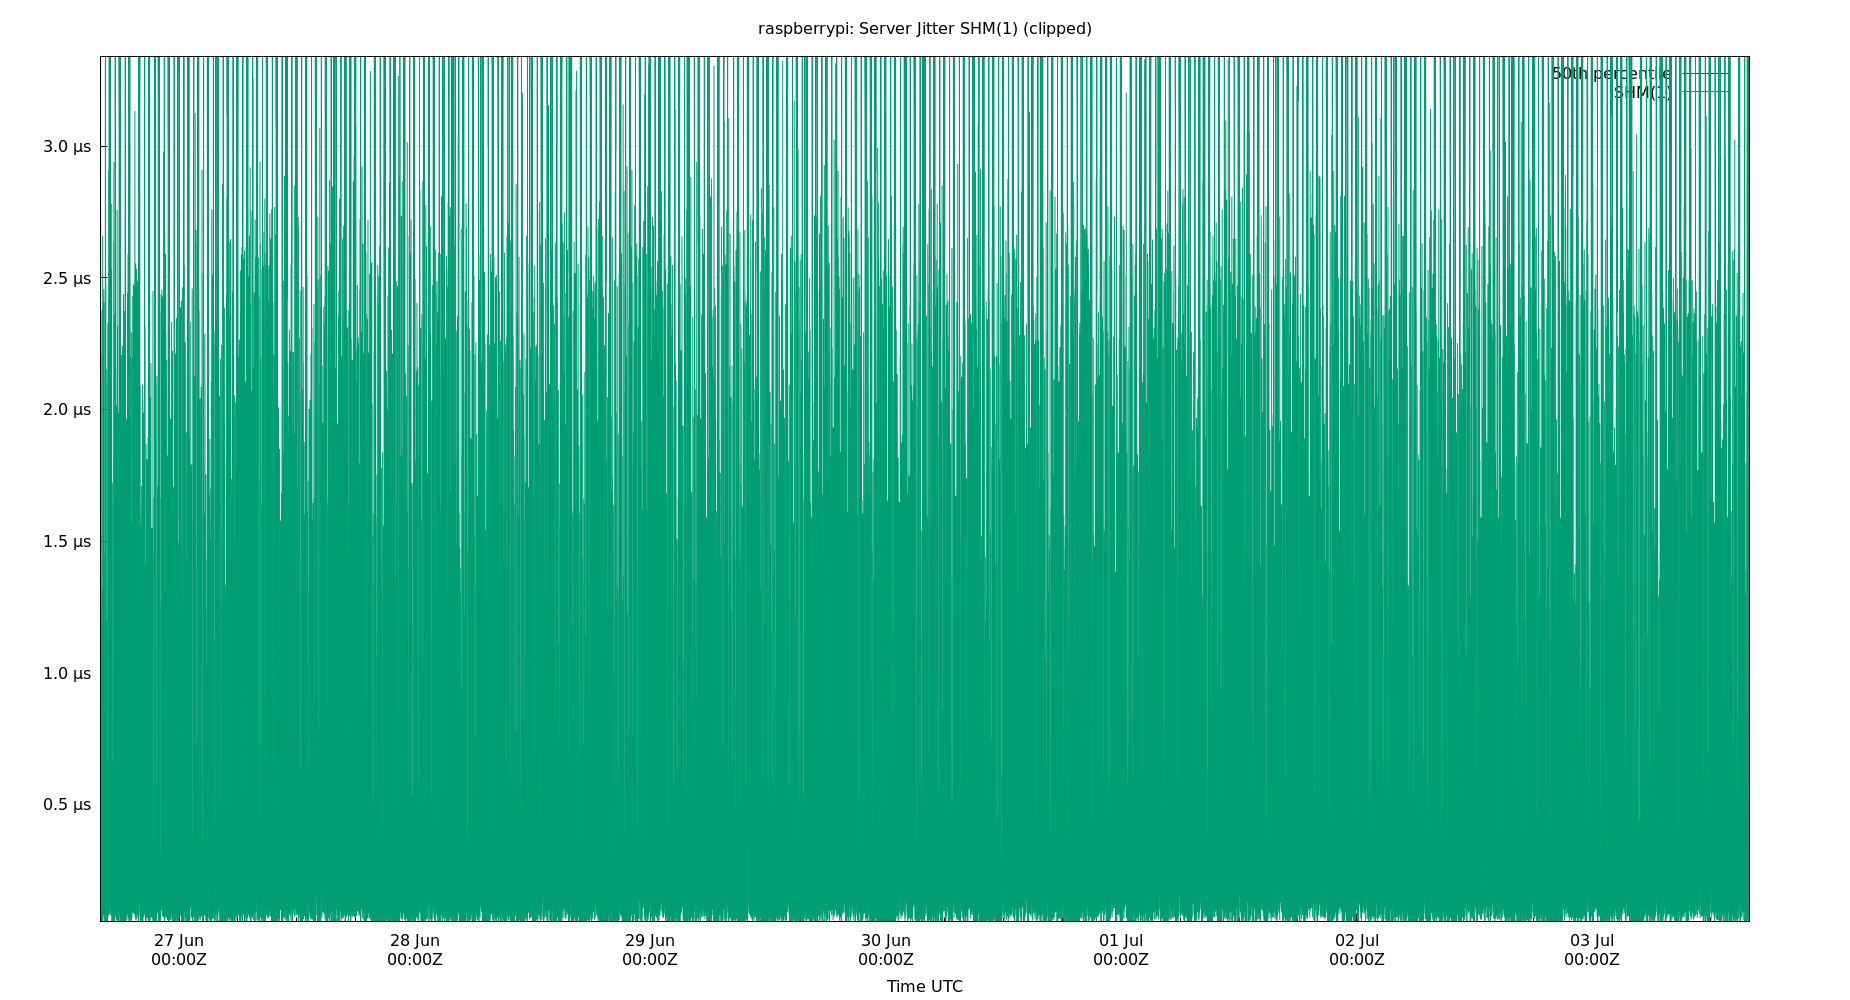 raspberrypi: Server Jitter SHM(1) (clipped)
50th percentile
SHM(1)
3.0 µs
2.5 µs
2.0 µs
1.5 µs
1.0 µs
0.5 µs
27 Jun 28 Jun 29 Jun 30 Jun 01 Jul 02 Jul 03 Jul
00:00Z 00:00Z 00:00Z 00:00Z 00:00Z 00:00Z 00:00Z
Time UTC